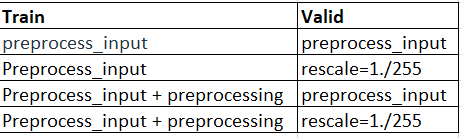 Train Valid
preprocess_input preprocess_input
Preprocess_input rescale=1./255
Preprocess_input + preprocessing preprocess_input
Preprocess_input + preprocessing rescale=1./255